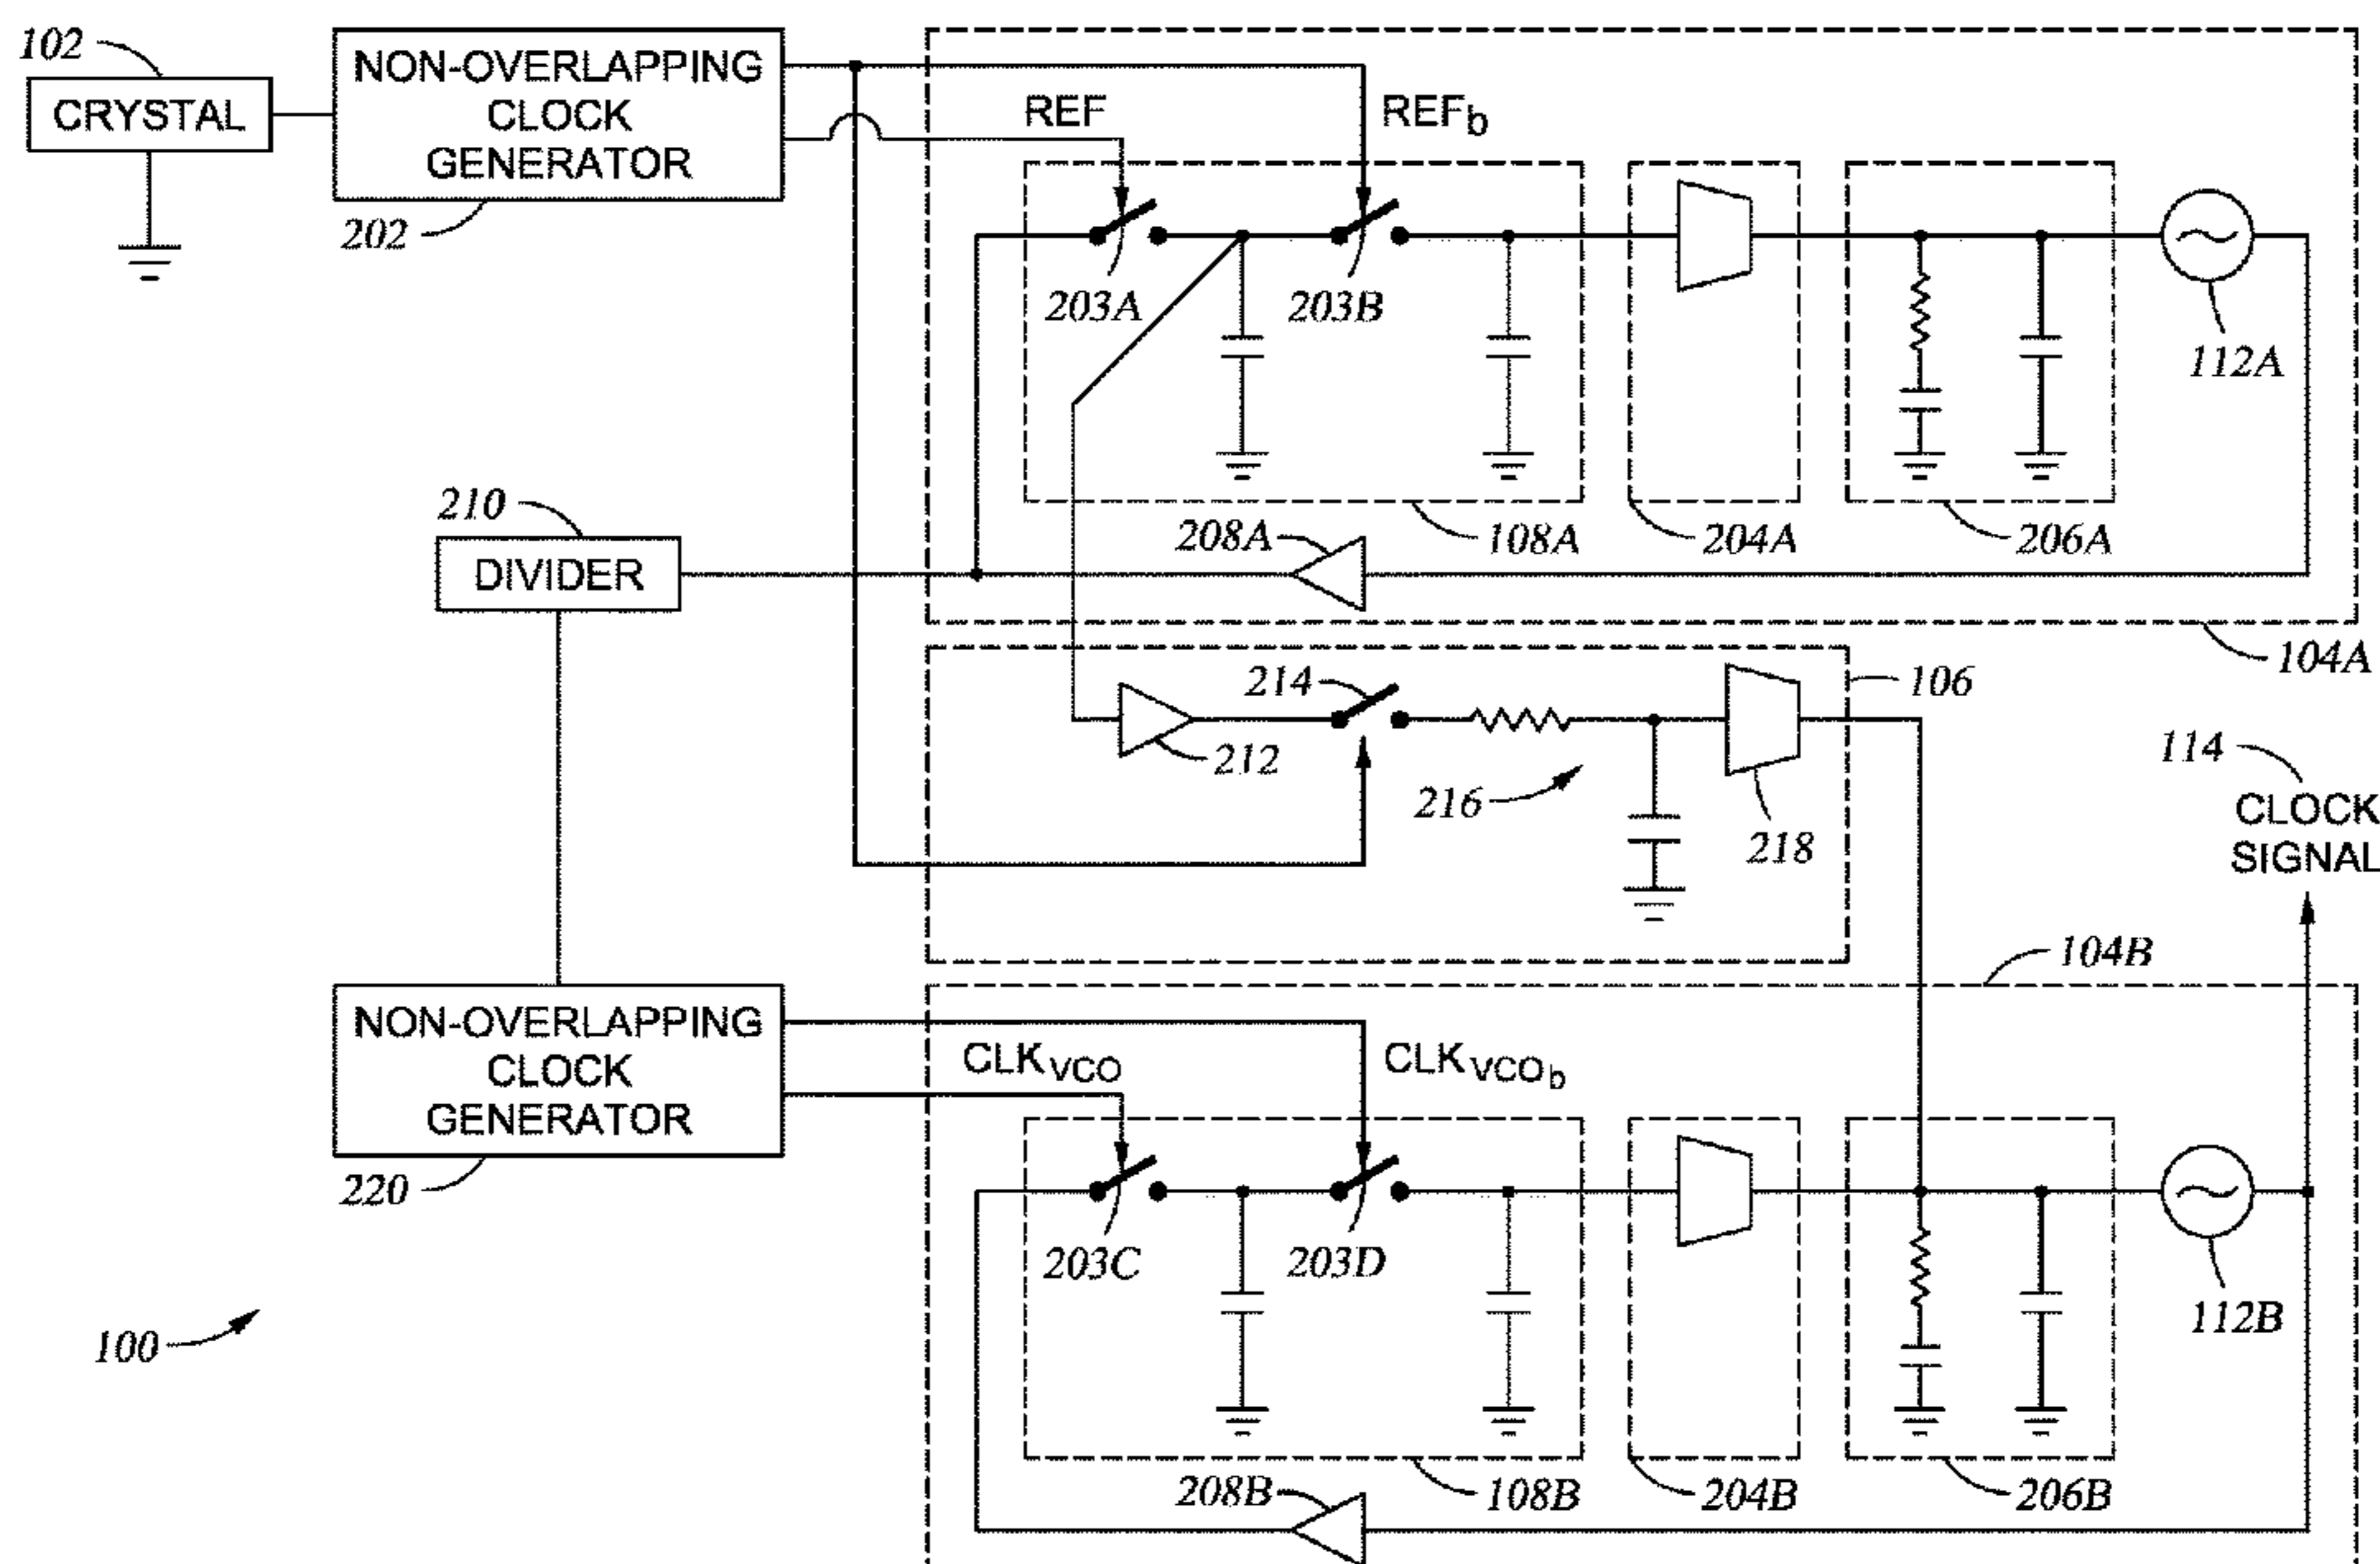 102
CRYSTAL
NON-OVERLAPPING
CLOCK
GENERATOR
202
REF
REFb
203A
203B
112A
208A
108A
204A
206A
104A
210
DIVIDER
214
212
216
218
106
114
CLOCK
SIGNAL
104B
NON-OVERLAPPING
CLOCK
GENERATOR
220
CLKVCO
CLKVCOb
203C
203D
112B
208B
108B
204B
206B
100